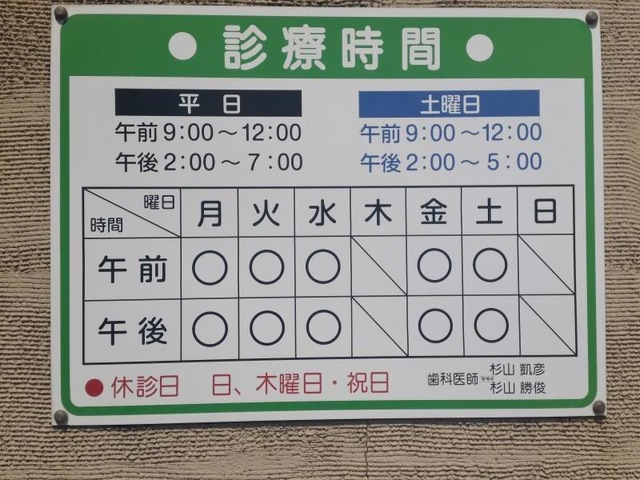 ● 診療時間 ●
平日
午前 9:00～12:00
午後 2:00～ 7:00
土曜日
午前 9:00～12:00
午後 2:00～ 5:00
曜日 時間 月 火 水 木 金 土 日
午前 ○ ○ ○ ○ ○
午後 ○ ○ ○ ○ ○
●休診日 日、木曜日・祝日
歯科医師
杉山 凱彦
杉山 勝俊